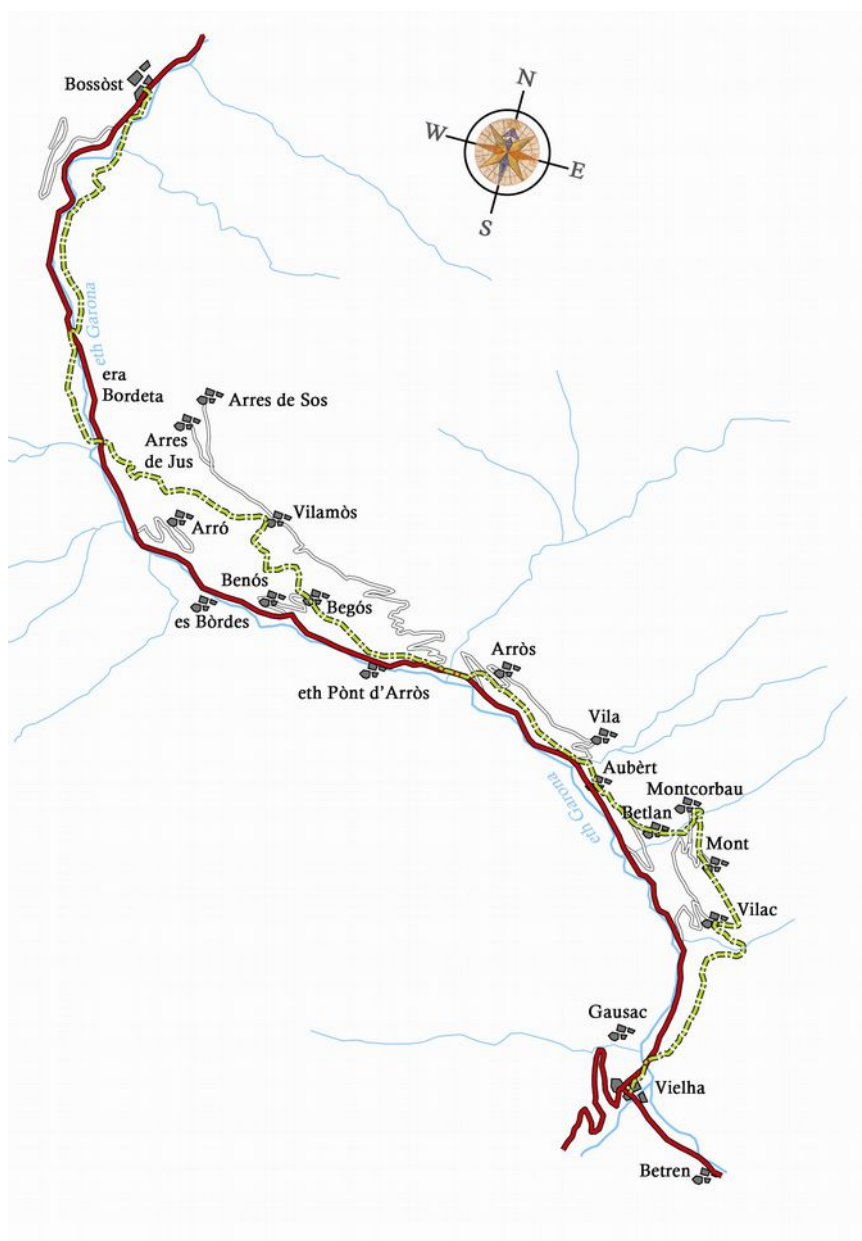 Bossòst
N
W
E
S
eth Garona
era
Bordeta
Arres de Sos
Arres
de Jus
Vilamòs
Arró
Benós
Begós
es Bòrdes
Arròs
eth Pònt d'Arròs
Vila
Aubèrt
Montcorbau
eth Garona
Betlan
Mont
Vilac
Gausac
Vielha
Betren